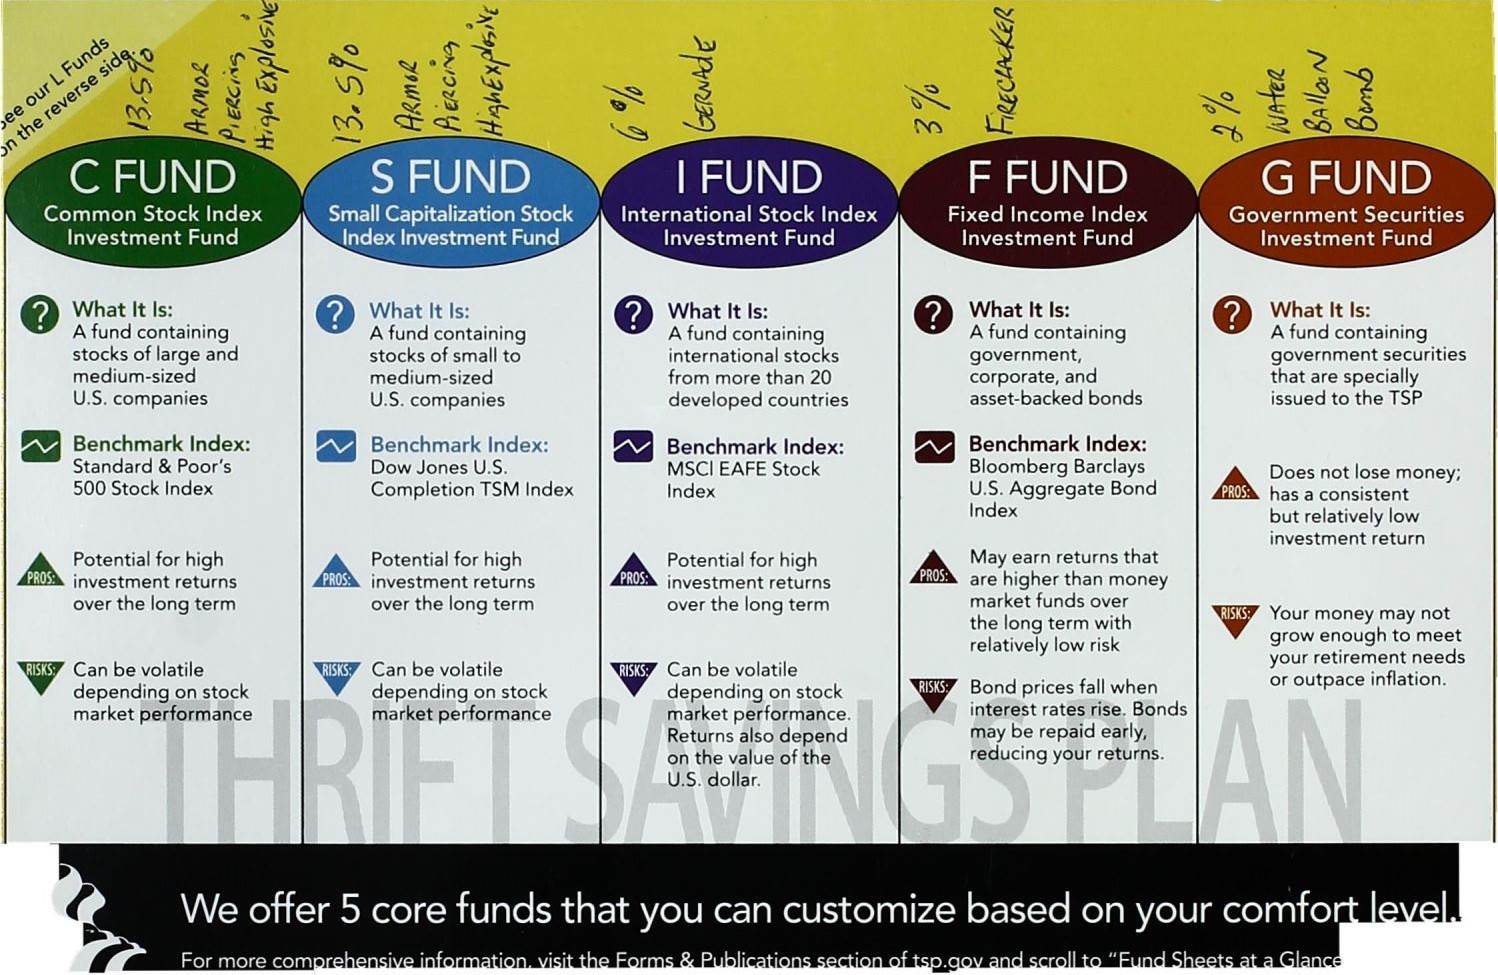 See our L Funds
on the reverse side.
13.5%
ARMOR
PIERCING
High Explosive
13.5%
ARMOR
PIERCING
High Explosive
6%
GERNADE
3%
FIRECLACKER
2%
WATER
BAllOON
Bomb
C FUND
Common Stock Index
Investment Fund
S FUND
Small Capitalization Stock
Index Investment Fund
I FUND
International Stock Index
Investment Fund
F FUND
Fixed Income Index
Investment Fund
G FUND
Government Securities
Investment Fund
?
What It Is:
A fund containing
stocks of large and
medium-sized
U.S. companies
Benchmark Index:
Standard & Poor's
500 Stock Index
PROS:
Potential for high
investment returns
over the long term
RISKS:
Can be volatile
depending on stock
market performance
?
What It Is:
A fund containing
stocks of small to
medium-sized
U.S. companies
Benchmark Index:
Dow Jones U.S.
Completion TSM Index
PROS:
Potential for high
investment returns
over the long term
RISKS:
Can be volatile
depending on stock
market performance
?
What It Is:
A fund containing
international stocks
from more than 20
developed countries
Benchmark Index:
MSCI EAFE Stock
Index
PROS:
Potential for high
investment returns
over the long term
RISKS:
Can be volatile
depending on stock
market performance.
Returns also depend
on the value of the
U.S. dollar.
?
What It Is:
A fund containing
government,
corporate, and
asset-backed bonds
Benchmark Index:
Bloomberg Barclays
U.S. Aggregate Bond
Index
PROS:
May earn returns that
are higher than money
market funds over
the long term with
relatively low risk
RISKS:
Bond prices fall when
interest rates rise. Bonds
may be repaid early,
reducing your returns.
?
What It Is:
A fund containing
government securities
that are specially
issued to the TSP
PROS:
Does not lose money;
has a consistent
but relatively low
investment return
RISKS:
Your money may not
grow enough to meet
your retirement needs
or outpace inflation.
THRIFT SAVINGS PLAN
We offer 5 core funds that you can customize based on your comfort level.
For more comprehensive information, visit the Forms & Publications section of tsp.gov and scroll to "Fund Sheets at a Glance